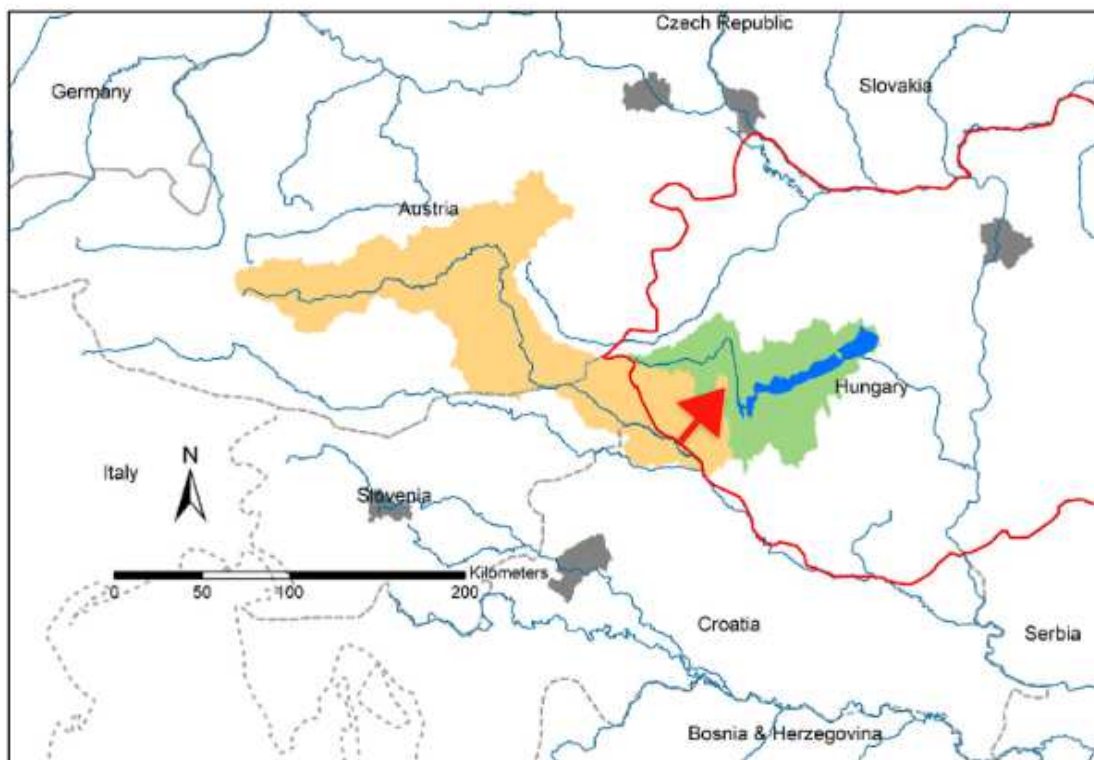 Czech Republic
Germany
Slovakia
Austria
Hungary
N
Italy
Slovenia
Kilometers
0 50 100 200
Croatia
Serbia
Bosnia & Herzegovina